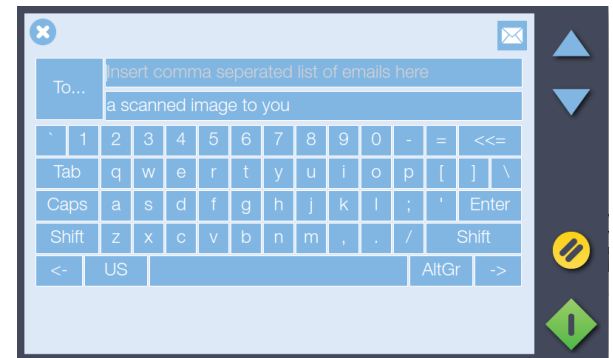 Insert comma seperated list of emails here
To...
a scanned image to you
` 1 2 3 4 5 6 7 8 9 0 - = <<=
Tab q w e r t y u i o p [ ] \
Caps a s d f g h j k l ; ' Enter
Shift z x c v b n m , . / Shift
<- US AltGr ->